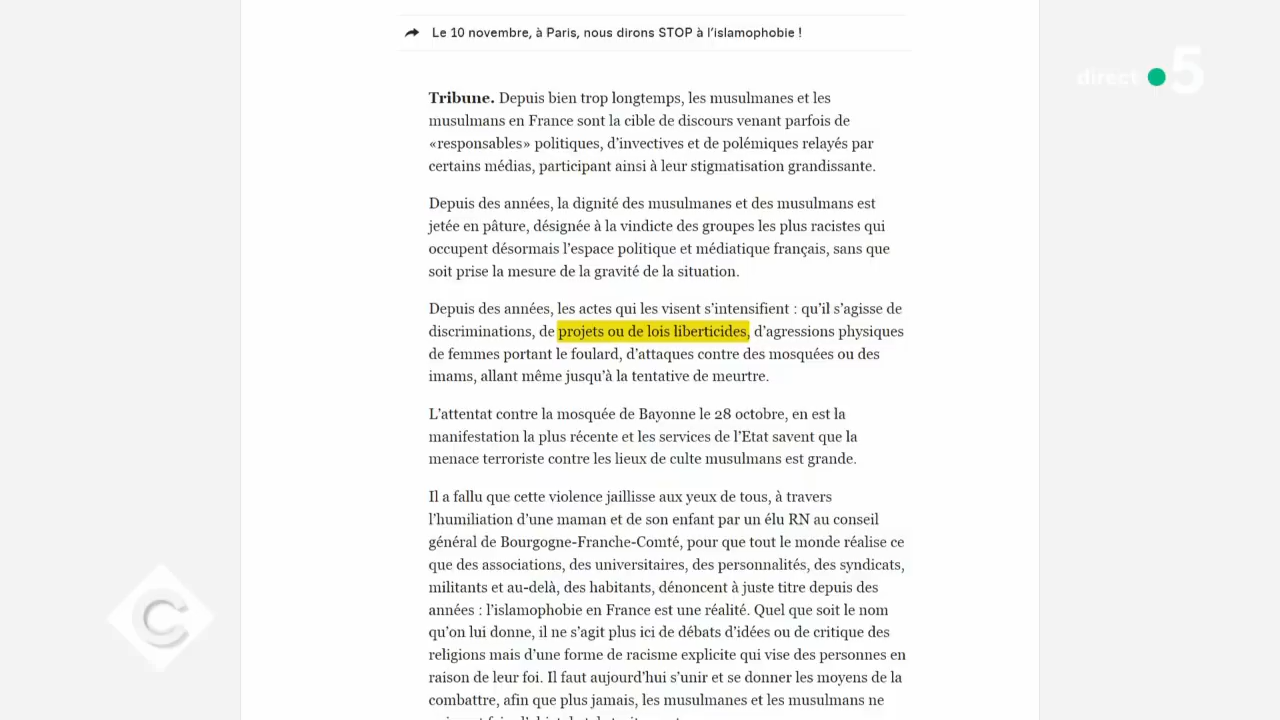 Le 10 novembre, à Paris, nous dirons STOP à l'islamophobie !
direct 5
Tribune. Depuis bien trop longtemps, les musulmanes et les
musulmans en France sont la cible de discours venant parfois de
«responsables» politiques, d'invectives et de polémiques relayés par
certains médias, participant ainsi à leur stigmatisation grandissante.
Depuis des années, la dignité des musulmanes et des musulmans est
jetée en pâture, désignée à la vindicte des groupes les plus racistes qui
occupent désormais l'espace politique et médiatique français, sans que
soit prise la mesure de la gravité de la situation.
Depuis des années, les actes qui les visent s'intensifient : qu'il s'agisse de
discriminations, de projets ou de lois liberticides, d'agressions physiques
de femmes portant le foulard, d'attaques contre des mosquées ou des
imams, allant même jusqu'à la tentative de meurtre.
L'attentat contre la mosquée de Bayonne le 28 octobre, en est la
manifestation la plus récente et les services de l'Etat savent que la
menace terroriste contre les lieux de culte musulmans est grande.
Il a fallu que cette violence jaillisse aux yeux de tous, à travers
l'humiliation d'une maman et de son enfant par un élu RN au conseil
général de Bourgogne-Franche-Comté, pour que tout le monde réalise ce
que des associations, des universitaires, des personnalités, des syndicats,
militants et au-delà, des habitants, dénoncent à juste titre depuis des
années : l'islamophobie en France est une réalité. Quel que soit le nom
qu'on lui donne, il ne s'agit plus ici de débats d'idées ou de critique des
religions mais d'une forme de racisme explicite qui vise des personnes en
raison de leur foi. Il faut aujourd'hui s'unir et se donner les moyens de la
combattre, afin que plus jamais, les musulmanes et les musulmans ne
C